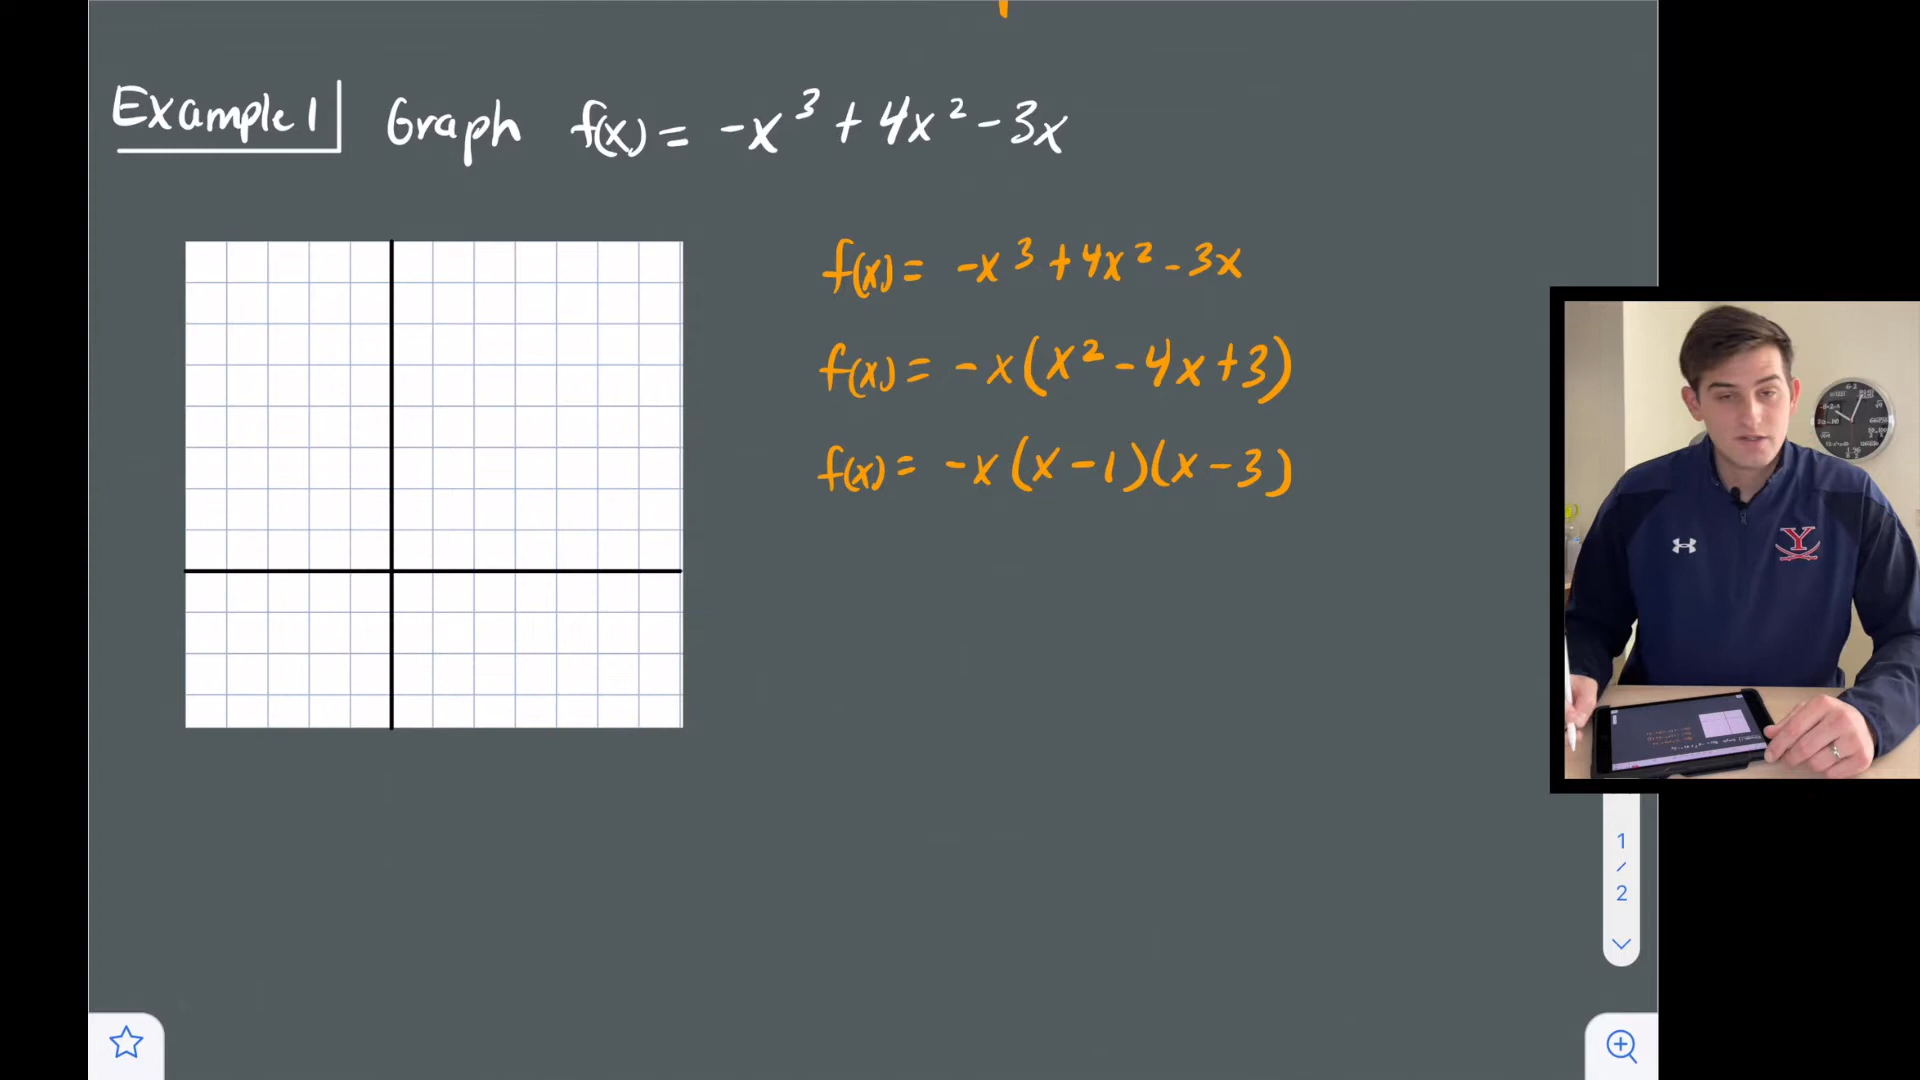 Example 1 Graph f(x) = -x³ + 4x² - 3x
f(x) = -x³ + 4x² - 3x
f(x) = -x(x² - 4x + 3)
f(x) = -x(x - 1)(x - 3)
Y
1
/
2